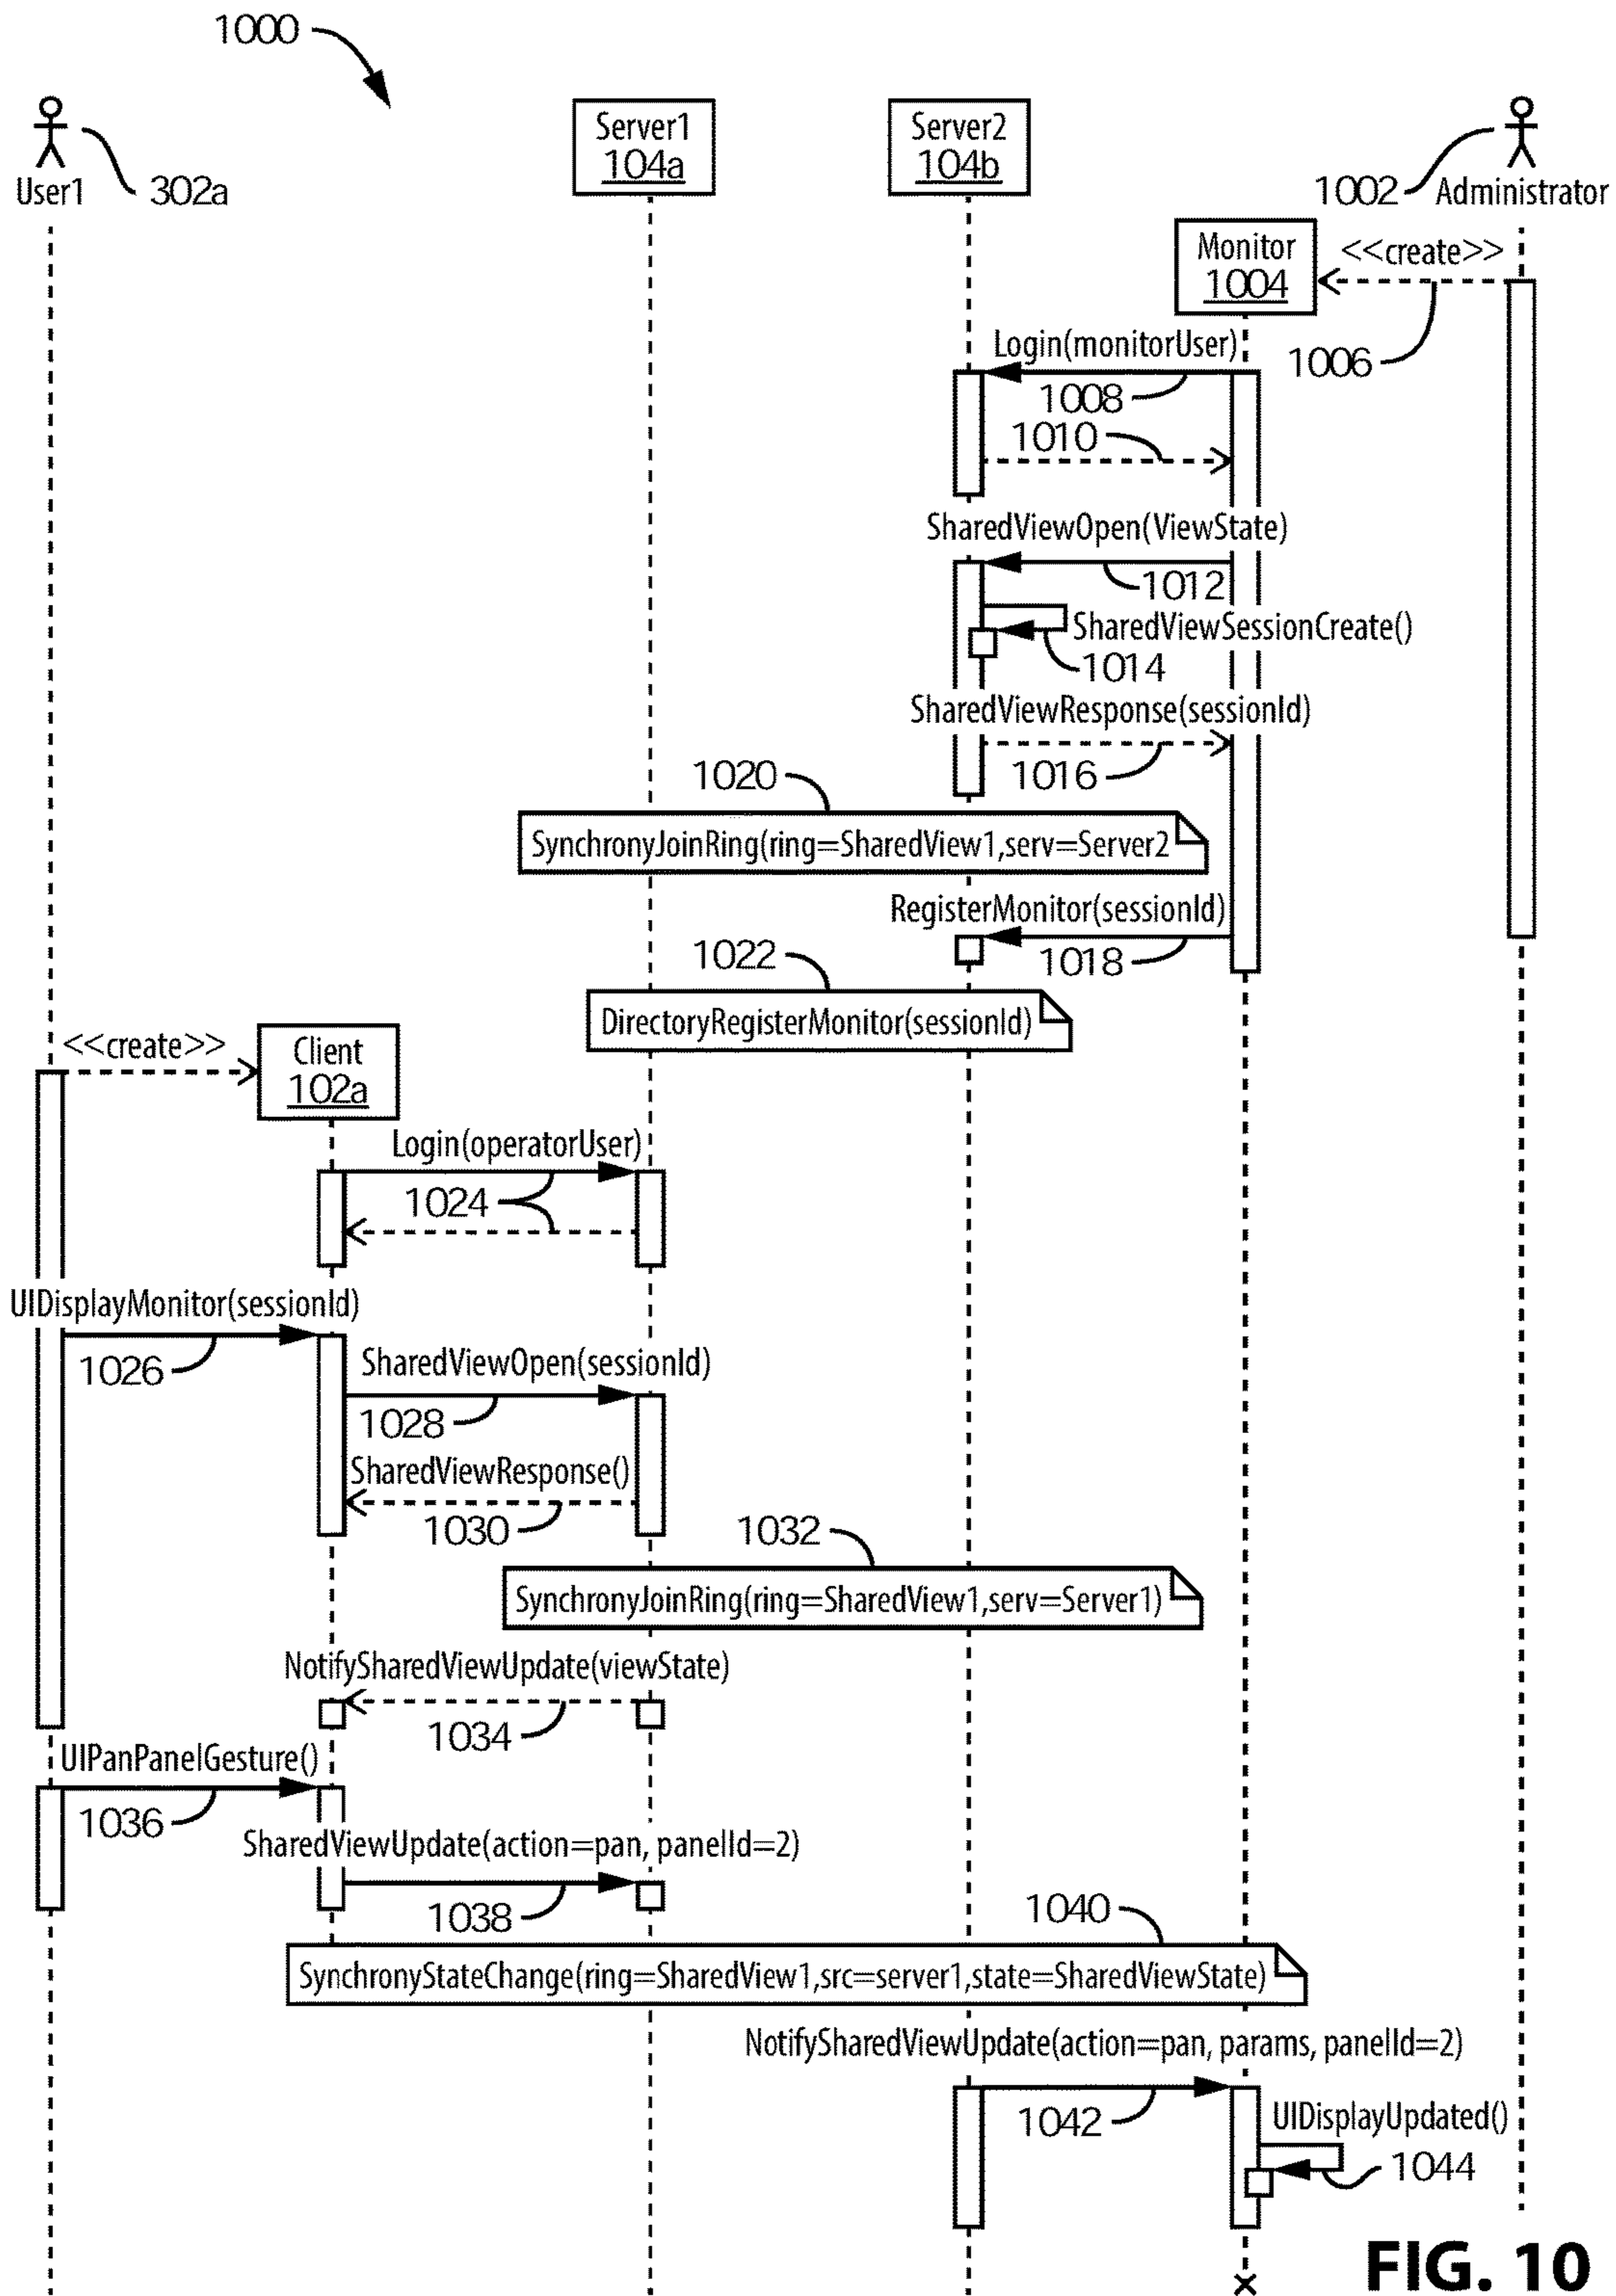 1000
Server1
104a
Server2
104b
User1
302a
1002
Administrator
Monitor
1004
<<create>>
1006
Login(monitorUser)
1008
1010
SharedViewOpen(ViewState)
1012
SharedViewSessionCreate()
1014
SharedViewResponse(sessionId)
1016
1020
SynchronyJoinRing(ring=SharedView1,serv=Server2
RegisterMonitor(sessionId)
1018
1022
DirectoryRegisterMonitor(sessionId)
<<create>>
Client
102a
Login(operatorUser)
1024
UIDisplayMonitor(sessionId)
1026
SharedViewOpen(sessionId)
1028
SharedViewResponse()
1030
1032
SynchronyJoinRing(ring=SharedView1,serv=Server1)
NotifySharedViewUpdate(viewState)
1034
UIPanPanelGesture()
1036
SharedViewUpdate(action=pan, panelId=2)
1038
1040
SynchronyStateChange(ring=SharedView1,src=server1,state=SharedViewState)
NotifySharedViewUpdate(action=pan, params, panelId=2)
1042
UIDisplayUpdated()
1044
FIG. 10